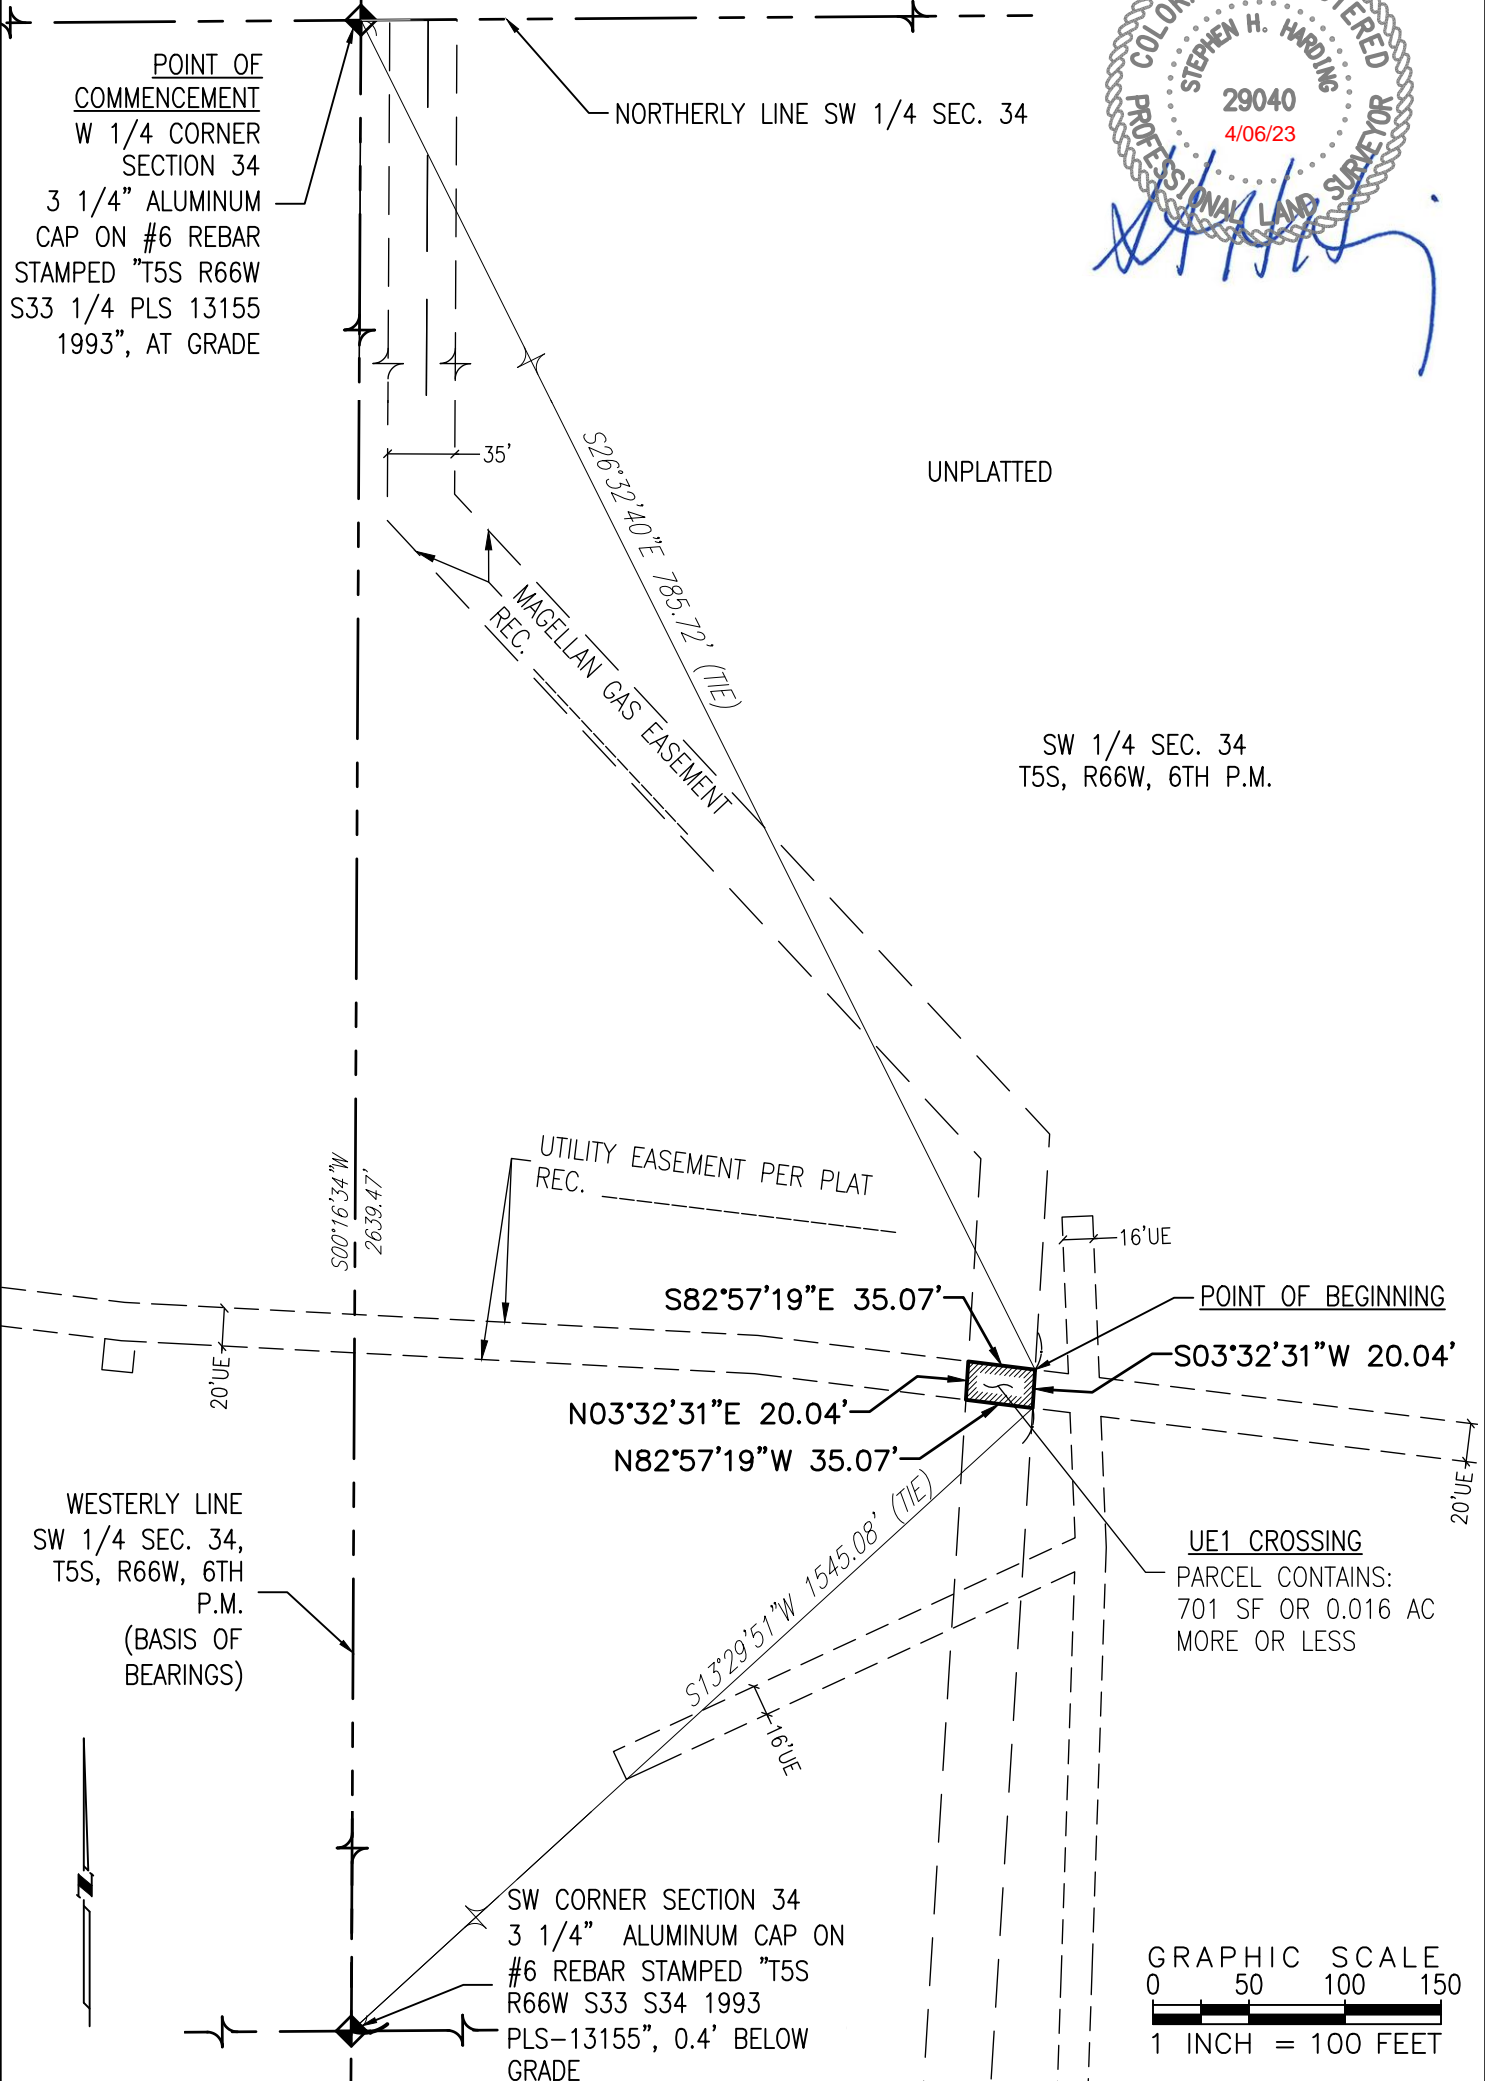 POINT OF
COMMENCEMENT
W 1/4 CORNER
SECTION 34
3 1/4" ALUMINUM
CAP ON #6 REBAR
STAMPED "T5S R66W
S33 1/4 PLS 13155
1993", AT GRADE
NORTHERLY LINE SW 1/4 SEC. 34
STEPHEN H. HARDING
29040
4/06/23
PROFESSIONAL LAND SURVEYOR
35'
S26°32'40"E 785.72' (TIE)
UNPLATTED
MAGELLAN GAS EASEMENT
REC.
SW 1/4 SEC. 34
T5S, R66W, 6TH P.M.
S00°16'34"W
2639.47'
UTILITY EASEMENT PER PLAT
REC.
16'UE
S82°57'19"E 35.07'
POINT OF BEGINNING
S03°32'31"W 20.04'
20'UE
N03°32'31"E 20.04'
N82°57'19"W 35.07'
20'UE
WESTERLY LINE
SW 1/4 SEC. 34,
T5S, R66W, 6TH
P.M.
(BASIS OF
BEARINGS)
S13°29'51"W 1545.08' (TIE)
UE1 CROSSING
PARCEL CONTAINS:
701 SF OR 0.016 AC
MORE OR LESS
16'UE
N
SW CORNER SECTION 34
3 1/4" ALUMINUM CAP ON
#6 REBAR STAMPED "T5S
R66W S33 S34 1993
PLS-13155", 0.4' BELOW
GRADE
GRAPHIC SCALE
0 50 100 150
1 INCH = 100 FEET